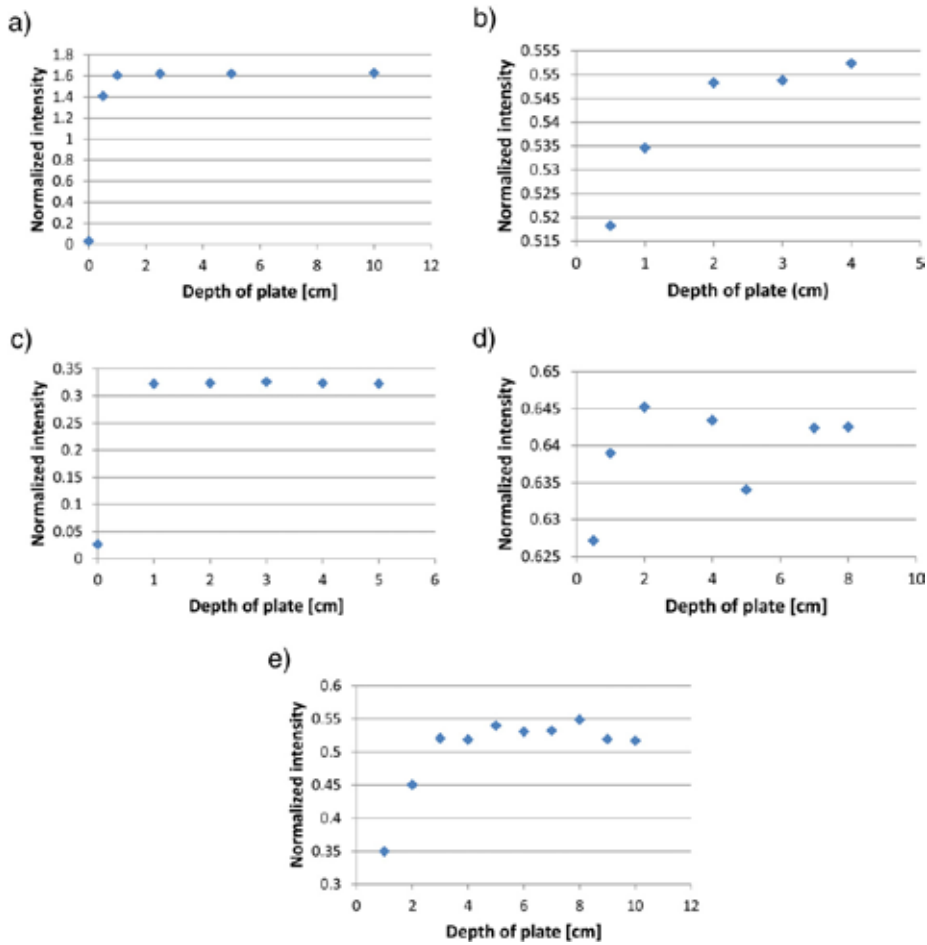 a)
Normalized intensity
1.8
1.6
1.4
1.2
1
0.8
0.6
0.4
0.2
0
0 2 4 6 8 10 12
Depth of plate [cm]
b)
Normalized intensity
0.555
0.55
0.545
0.54
0.535
0.53
0.525
0.52
0.515
0 1 2 3 4 5
Depth of plate (cm)
c)
Normalized intensity
0.35
0.3
0.25
0.2
0.15
0.1
0.05
0
0 1 2 3 4 5 6
Depth of plate [cm]
d)
Normalized intensity
0.65
0.645
0.64
0.635
0.63
0.625
0 2 4 6 8 10
Depth of plate [cm]
e)
Normalized intensity
0.6
0.55
0.5
0.45
0.4
0.35
0.3
0 2 4 6 8 10 12
Depth of plate [cm]